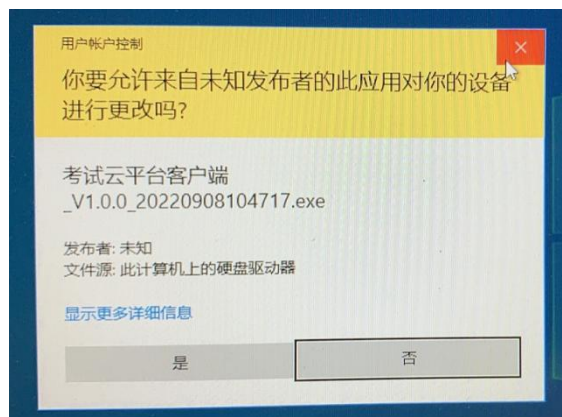 用户帐户控制
你要允许来自未知发布者的此应用对你的设备
进行更改吗?
考试云平台客户端
_V1.0.0_20220908104717.exe
发布者: 未知
文件源: 此计算机上的硬盘驱动器
显示更多详细信息
是
否